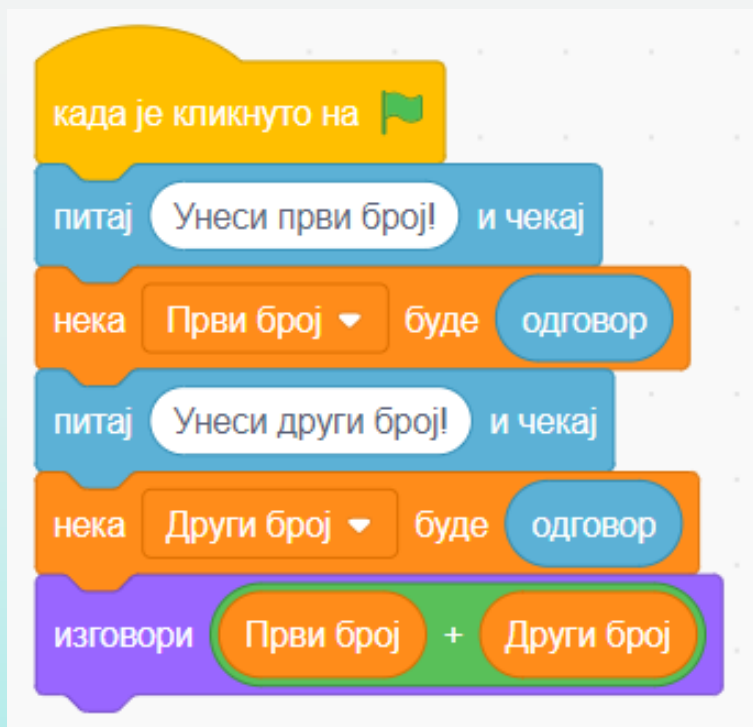 када је кликнуто на
питај Унеси први број! и чекај
нека Први број буде одговор
питај Унеси други број! и чекај
нека Други број буде одговор
изговори Први број + Други број